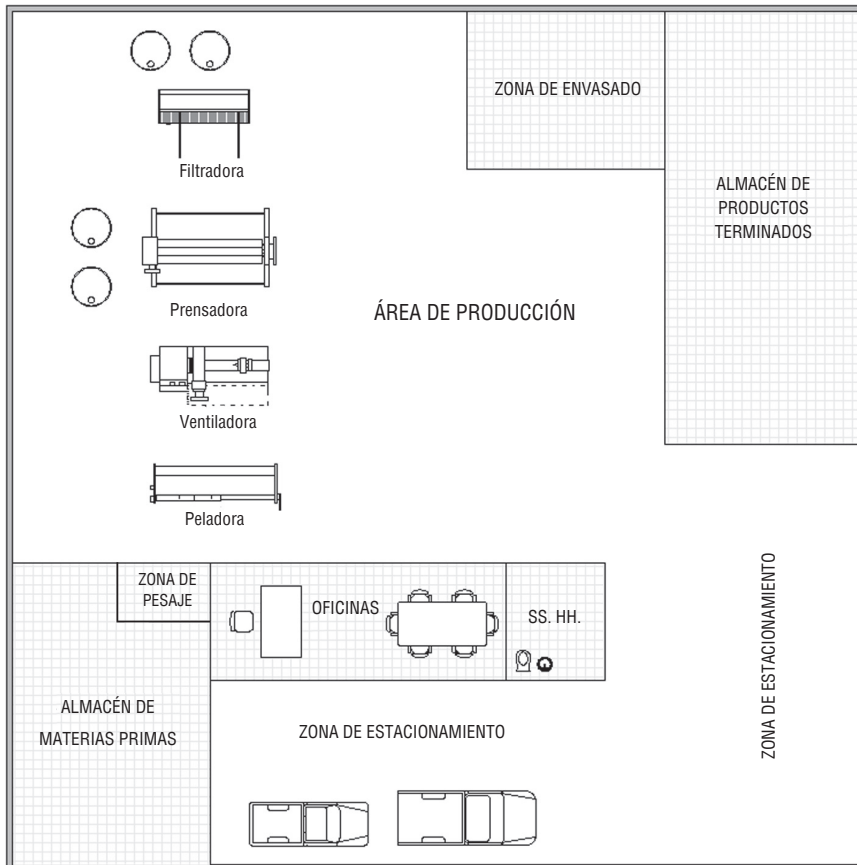 ZONA DE ENVASADO
ALMACÉN DE
PRODUCTOS
TERMINADOS
Filtradora
Prensadora
ÁREA DE PRODUCCIÓN
Ventiladora
Peladora
ZONA DE
PESAJE
OFICINAS
SS. HH.
ALMACÉN DE
MATERIAS PRIMAS
ZONA DE ESTACIONAMIENTO
ZONA DE ESTACIONAMIENTO